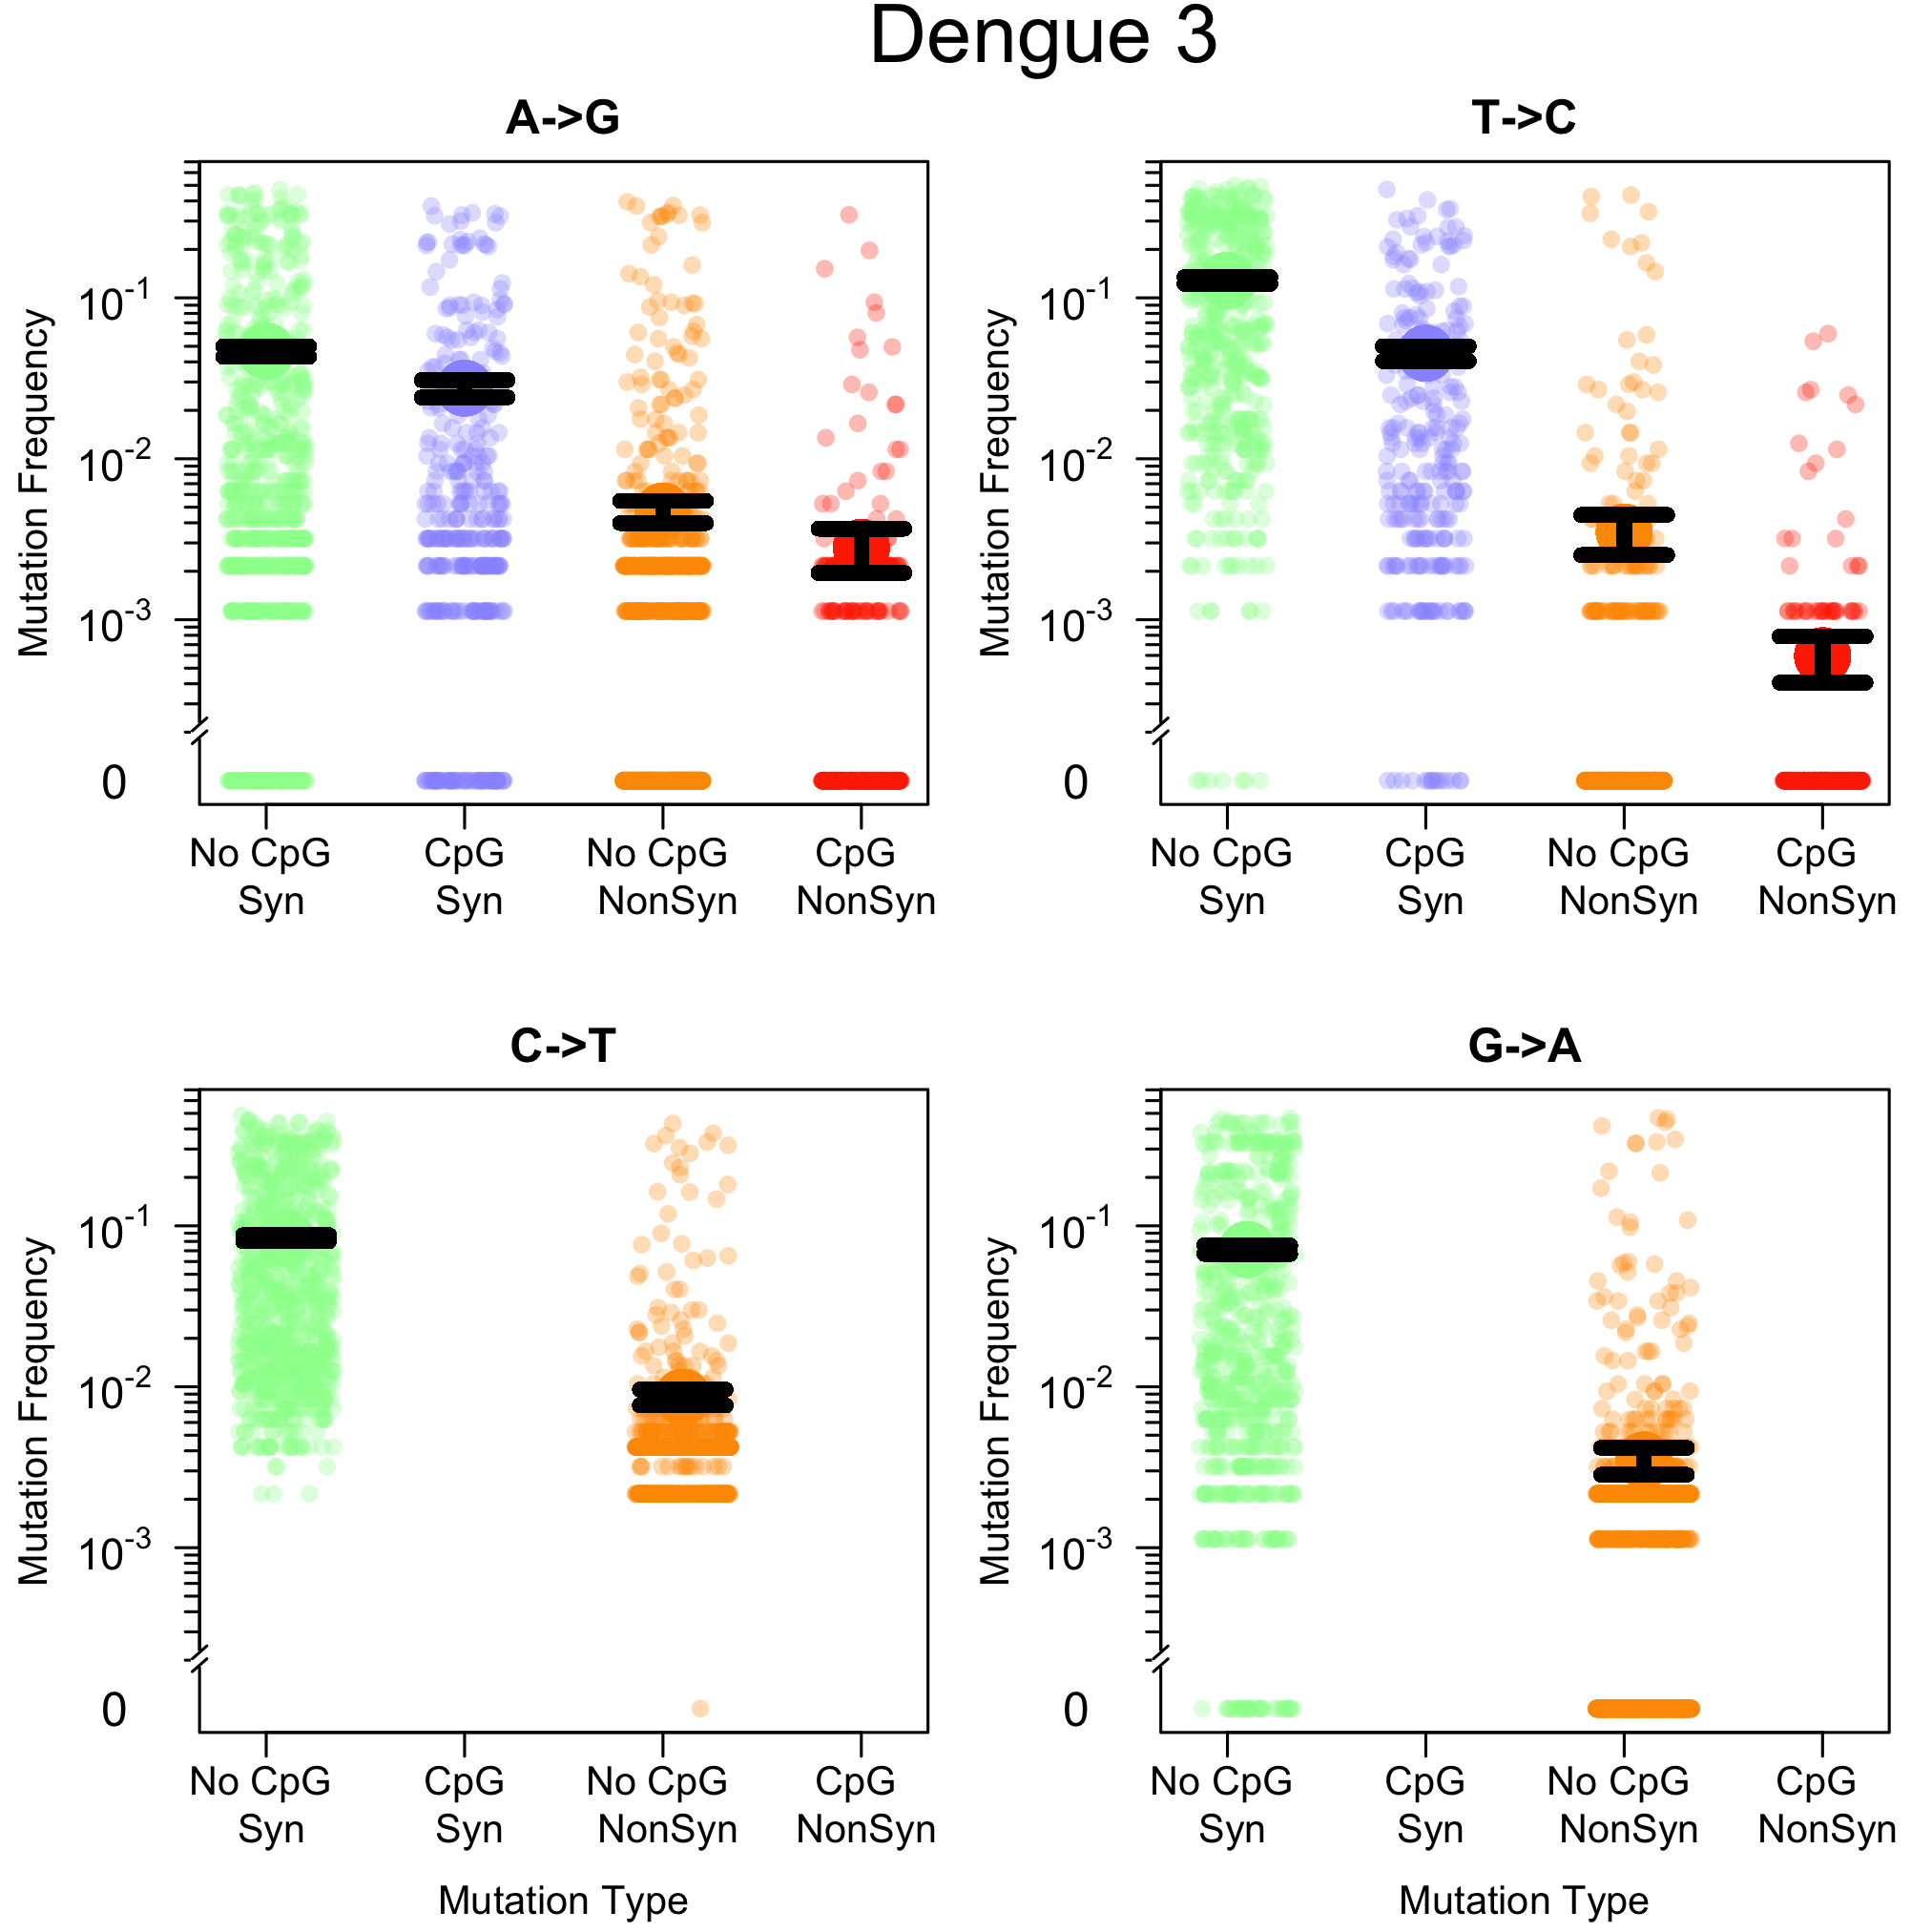 Dengue 3
A->G
Mutation Frequency
10-1
10-2
10-3
0
No CpG CpG No CpG CpG
Syn Syn NonSyn NonSyn
T->C
Mutation Frequency
10-1
10-2
10-3
0
No CpG CpG No CpG CpG
Syn Syn NonSyn NonSyn
C->T
Mutation Frequency
10-1
10-2
10-3
0
No CpG CpG No CpG CpG
Syn Syn NonSyn NonSyn
Mutation Type
G->A
Mutation Frequency
10-1
10-2
10-3
0
No CpG CpG No CpG CpG
Syn Syn NonSyn NonSyn
Mutation Type